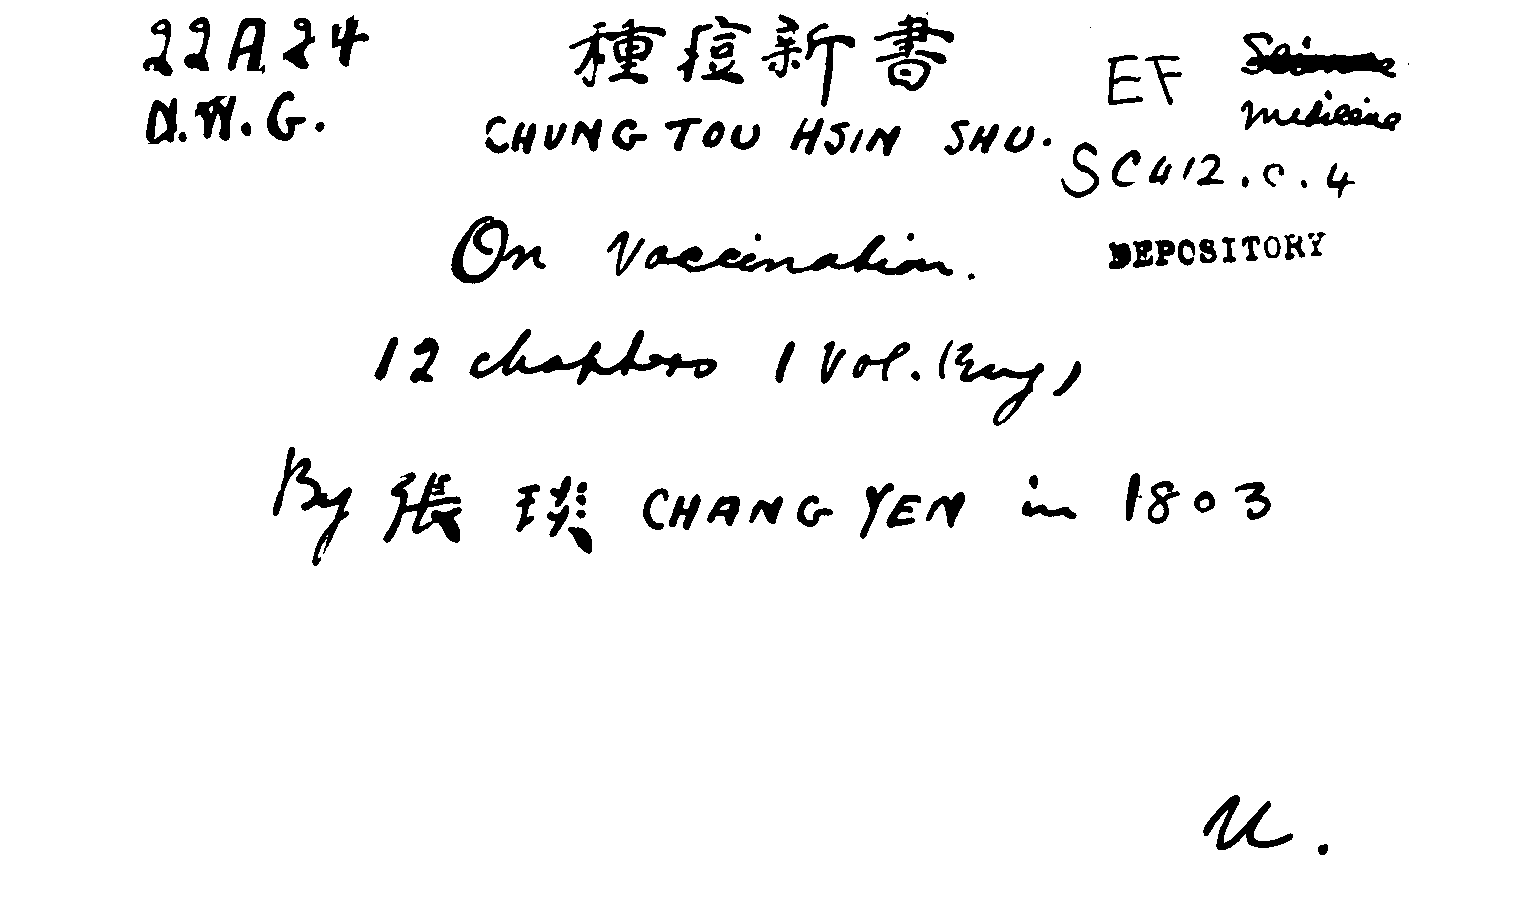 22A24
N.W.G.
種痘新書
CHUNG TOU HSIN SHU.
EF
Science
Medicine
SC412.C.4
DEPOSITORY
On Vaccination.
12 chapters 1 Vol. (Eng)
By 張琰 CHANG YEN in 1803
U.